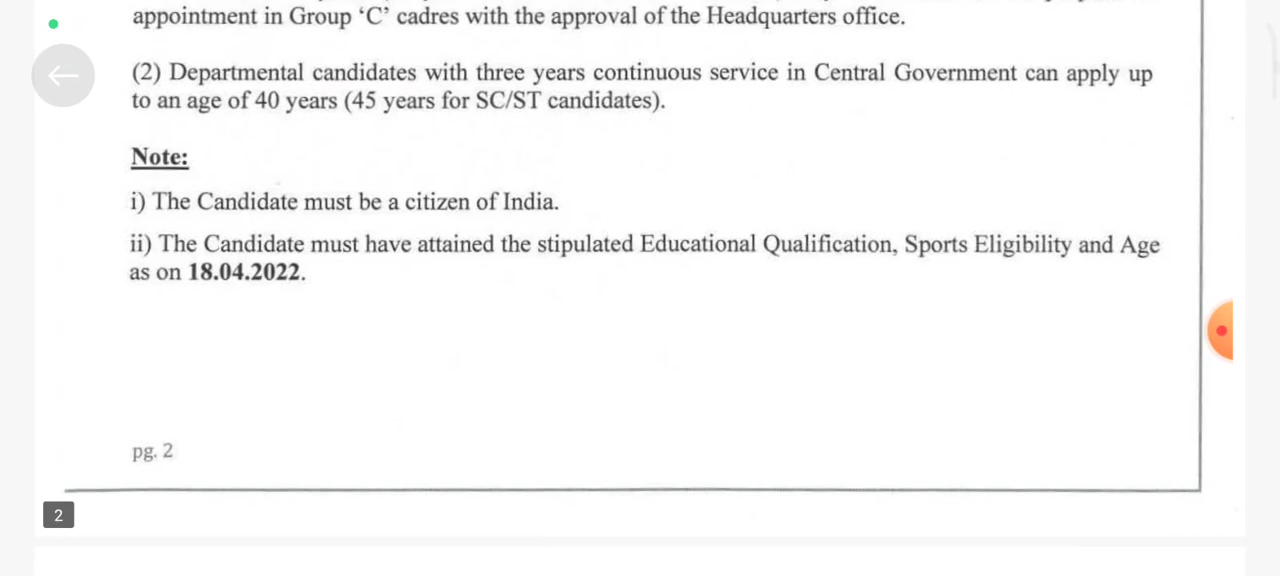 appointment in Group ‘C’ cadres with the approval of the Headquarters office.
(2) Departmental candidates with three years continuous service in Central Government can apply up
to an age of 40 years (45 years for SC/ST candidates).
Note:
i) The Candidate must be a citizen of India.
ii) The Candidate must have attained the stipulated Educational Qualification, Sports Eligibility and Age
as on 18.04.2022.
pg. 2
2